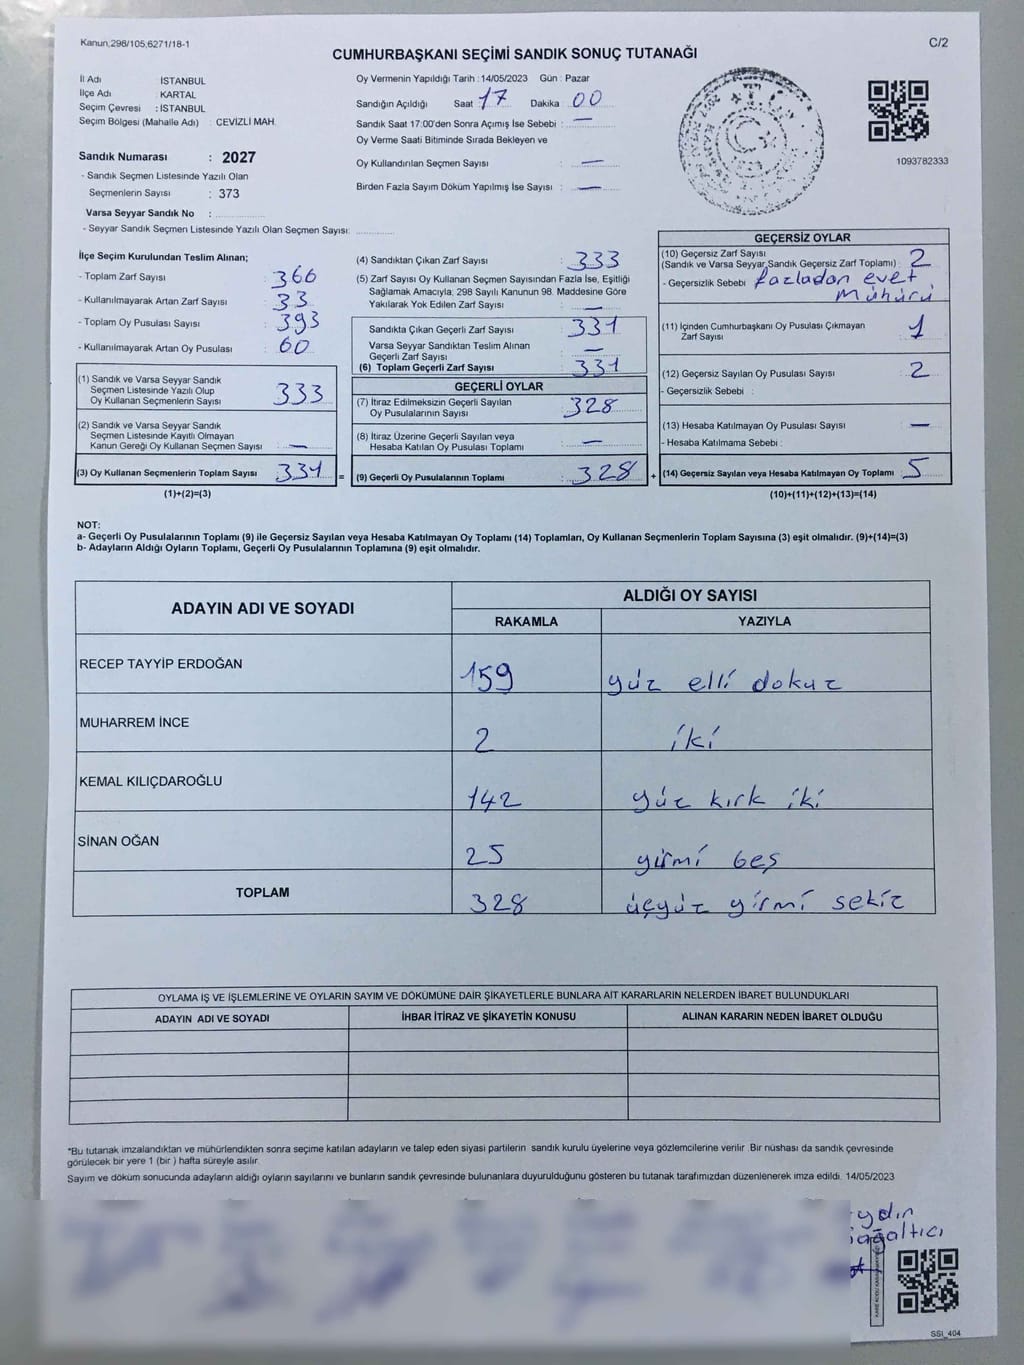 Kanun,298/105,6271/18-1
C/2
CUMHURBAŞKANI SEÇİMİ SANDIK SONUÇ TUTANAĞI
İl Adı : İSTANBUL
İlçe Adı : KARTAL
Seçim Çevresi : İSTANBUL
Seçim Bölgesi (Mahalle Adı) : CEVİZLİ MAH.
Sandık Numarası : 2027
- Sandık Seçmen Listesinde Yazılı Olan
Seçmenlerin Sayısı : 373
Varsa Seyyar Sandık No :
- Seyyar Sandık Seçmen Listesinde Yazılı Olan Seçmen Sayısı:
Oy Vermenin Yapıldığı Tarih : 14/05/2023 Gün : Pazar
Sandığın Açıldığı Saat : 17 Dakika : 00
Sandık Saat 17:00'den Sonra Açımış İse Sebebi : —
Oy Verme Saati Bitiminde Sırada Bekleyen ve
Oy Kullandırılan Seçmen Sayısı : —
Birden Fazla Sayım Döküm Yapılmış İse Sayısı : —
1093782333
İlçe Seçim Kurulundan Teslim Alınan;
- Toplam Zarf Sayısı : 366
- Kullanılmayarak Artan Zarf Sayısı : 33
- Toplam Oy Pusulası Sayısı : 393
- Kullanılmayarak Artan Oy Pusulası : 60
(1) Sandık ve Varsa Seyyar Sandık
Seçmen Listesinde Yazılı Olup
Oy Kullanan Seçmenlerin Sayısı : 333
(2) Sandık ve Varsa Seyyar Sandık
Seçmen Listesinde Kayıtlı Olmayan
Kanun Gereği Oy Kullanan Seçmen Sayısı : —
(3) Oy Kullanan Seçmenlerin Toplam Sayısı : 331 =
(1)+(2)=(3)
(4) Sandıktan Çıkan Zarf Sayısı : 333
(5) Zarf Sayısı Oy Kullanan Seçmen Sayısından Fazla İse, Eşitliği
Sağlamak Amacıyla; 298 Sayılı Kanunun 98. Maddesine Göre
Yakılarak Yok Edilen Zarf Sayısı : —
Sandıkta Çıkan Geçerli Zarf Sayısı : 331
Varsa Seyyar Sandıktan Teslim Alınan
Geçerli Zarf Sayısı : —
(6) Toplam Geçerli Zarf Sayısı : 331
GEÇERLİ OYLAR
(7) İtiraz Edilmeksizin Geçerli Sayılan
Oy Pusulalarının Sayısı : 328
(8) İtiraz Üzerine Geçerli Sayılan veya
Hesaba Katılan Oy Pusulası Toplamı : —
(9) Geçerli Oy Pusulalarının Toplamı : 328 +
GEÇERSİZ OYLAR
(10) Geçersiz Zarf Sayısı
(Sandık ve Varsa Seyyar Sandık Geçersiz Zarf Toplamı) : 2
- Geçersizlik Sebebi : fazladan evet
mühürü
(11) İçinden Cumhurbaşkanı Oy Pusulası Çıkmayan
Zarf Sayısı : 1
(12) Geçersiz Sayılan Oy Pusulası Sayısı : 2
- Geçersizlik Sebebi :
(13) Hesaba Katılmayan Oy Pusulası Sayısı : —
- Hesaba Katılmama Sebebi :
(14) Geçersiz Sayılan veya Hesaba Katılmayan Oy Toplamı : 5
(10)+(11)+(12)+(13)=(14)
NOT:
a- Geçerli Oy Pusulalarının Toplamı (9) ile Geçersiz Sayılan veya Hesaba Katılmayan Oy Toplamı (14) Toplamları, Oy Kullanan Seçmenlerin Toplam Sayısına (3) eşit olmalıdır. (9)+(14)=(3)
b- Adayların Aldığı Oyların Toplamı, Geçerli Oy Pusulalarının Toplamına (9) eşit olmalıdır.
ADAYIN ADI VE SOYADI
ALDIĞI OY SAYISI
RAKAMLA YAZIYLA
RECEP TAYYİP ERDOĞAN 159 yüz elli dokuz
MUHARREM İNCE 2 iki
KEMAL KILIÇDAROĞLU 142 yüz kırk iki
SİNAN OĞAN 25 yirmi beş
TOPLAM 328 üçyüz yirmi sekiz
OYLAMA İŞ VE İŞLEMLERİNE VE OYLARIN SAYIM VE DÖKÜMÜNE DAİR ŞİKAYETLERLE BUNLARA AİT KARARLARIN NELERDEN İBARET BULUNDUKLARI
ADAYIN ADI VE SOYADI İHBAR İTİRAZ VE ŞİKAYETİN KONUSU ALINAN KARARIN NEDEN İBARET OLDUĞU
*Bu tutanak imzalandıktan ve mühürlendikten sonra seçime katılan adayların ve talep eden siyasi partilerin sandık kurulu üyelerine veya gözlemcilerine verilir. Bir nüshası da sandık çevresinde
görülecek bir yere 1 (bir ) hafta süreyle asılır.
Sayım ve döküm sonucunda adayların aldığı oyların sayılarını ve bunların sandık çevresinde bulunanlara duyurulduğunu gösteren bu tutanak tarafımızdan düzenlenerek imza edildi. 14/05/2023
SSI_404